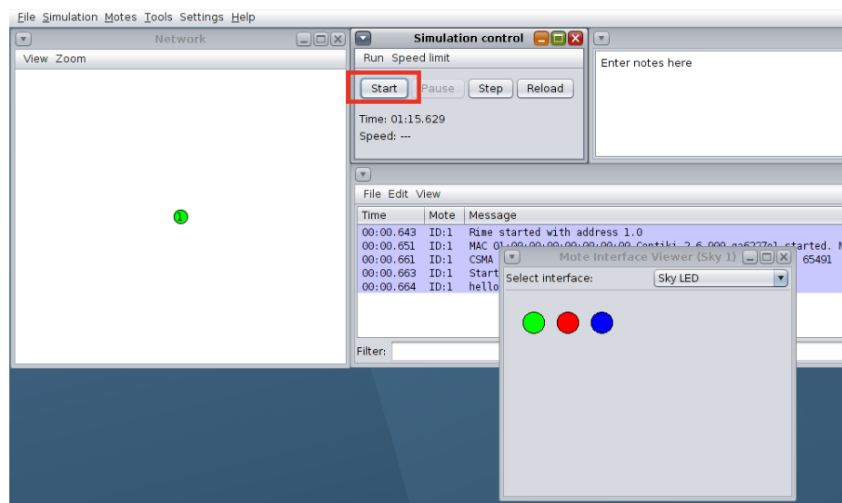 File Simulation Motes Tools Settings Help
Network
View Zoom
1
Simulation control
Run Speed limit
Start Pause Step Reload
Time: 01:15.629
Speed: ---
Enter notes here
File Edit View
Time Mote Message
00:00.643 ID:1 Rime started with address 1.0
00:00.651 ID:1 MAC started. M
00:00.661 ID:1 CSMA 65491
00:00.663 ID:1 Start
00:00.664 ID:1 hello
Filter:
Mote Interface Viewer (Sky 1)
Select interface: Sky LED